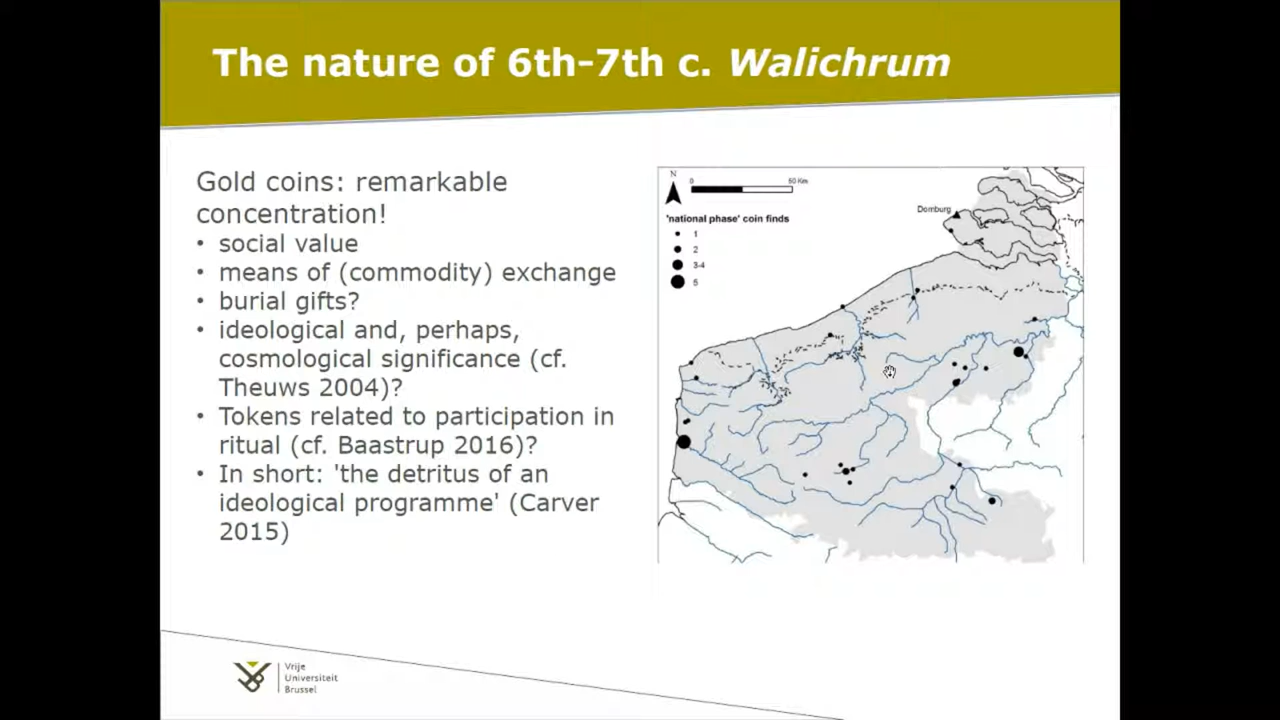 The nature of 6th-7th c. Walichrum
Gold coins: remarkable
concentration!
• social value
• means of (commodity) exchange
• burial gifts?
• ideological and, perhaps,
cosmological significance (cf.
Theuws 2004)?
• Tokens related to participation in
ritual (cf. Baastrup 2016)?
• In short: 'the detritus of an
ideological programme' (Carver
2015)
N
0 50 Km
'national phase' coin finds
1
2
3-4
5
Domburg
Vrije
Universiteit
Brussel